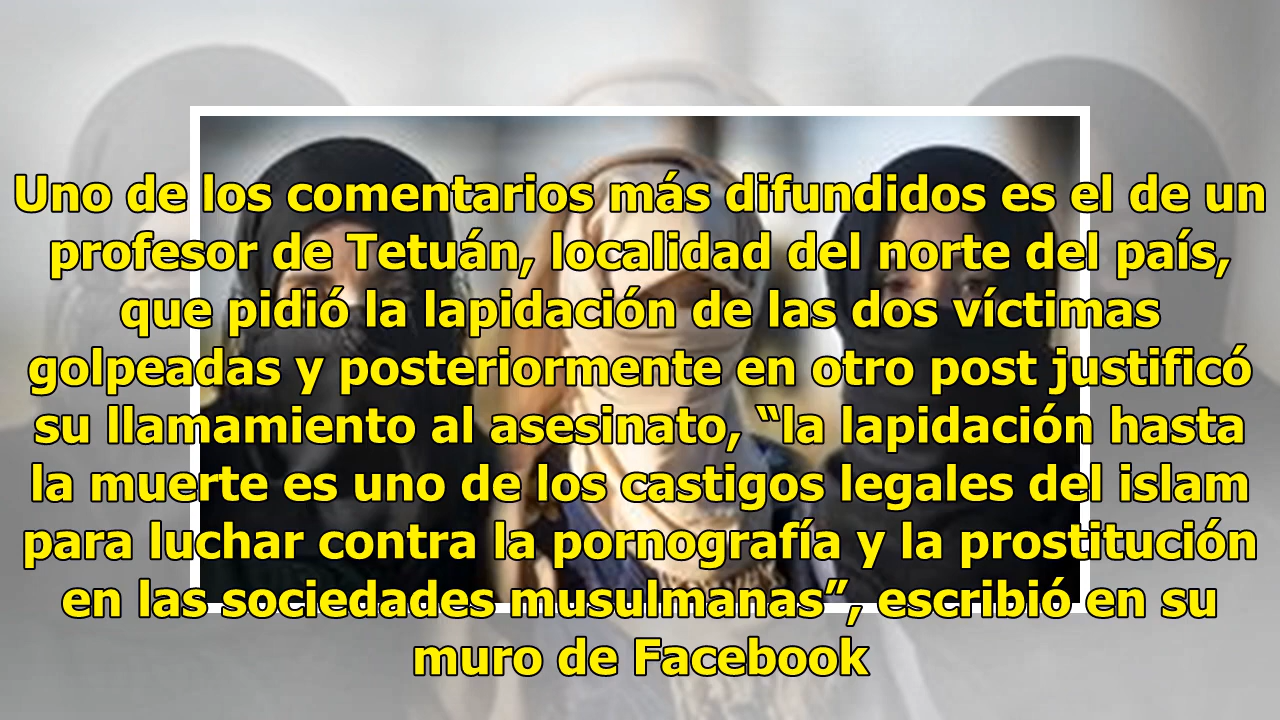 Uno de los comentarios más difundidos es el de un
profesor de Tetuán, localidad del norte del país,
que pidió la lapidación de las dos víctimas
golpeadas y posteriormente en otro post justificó
su llamamiento al asesinato, “la lapidación hasta
la muerte es uno de los castigos legales del islam
para luchar contra la pornografía y la prostitución
en las sociedades musulmanas”, escribió en su
muro de Facebook